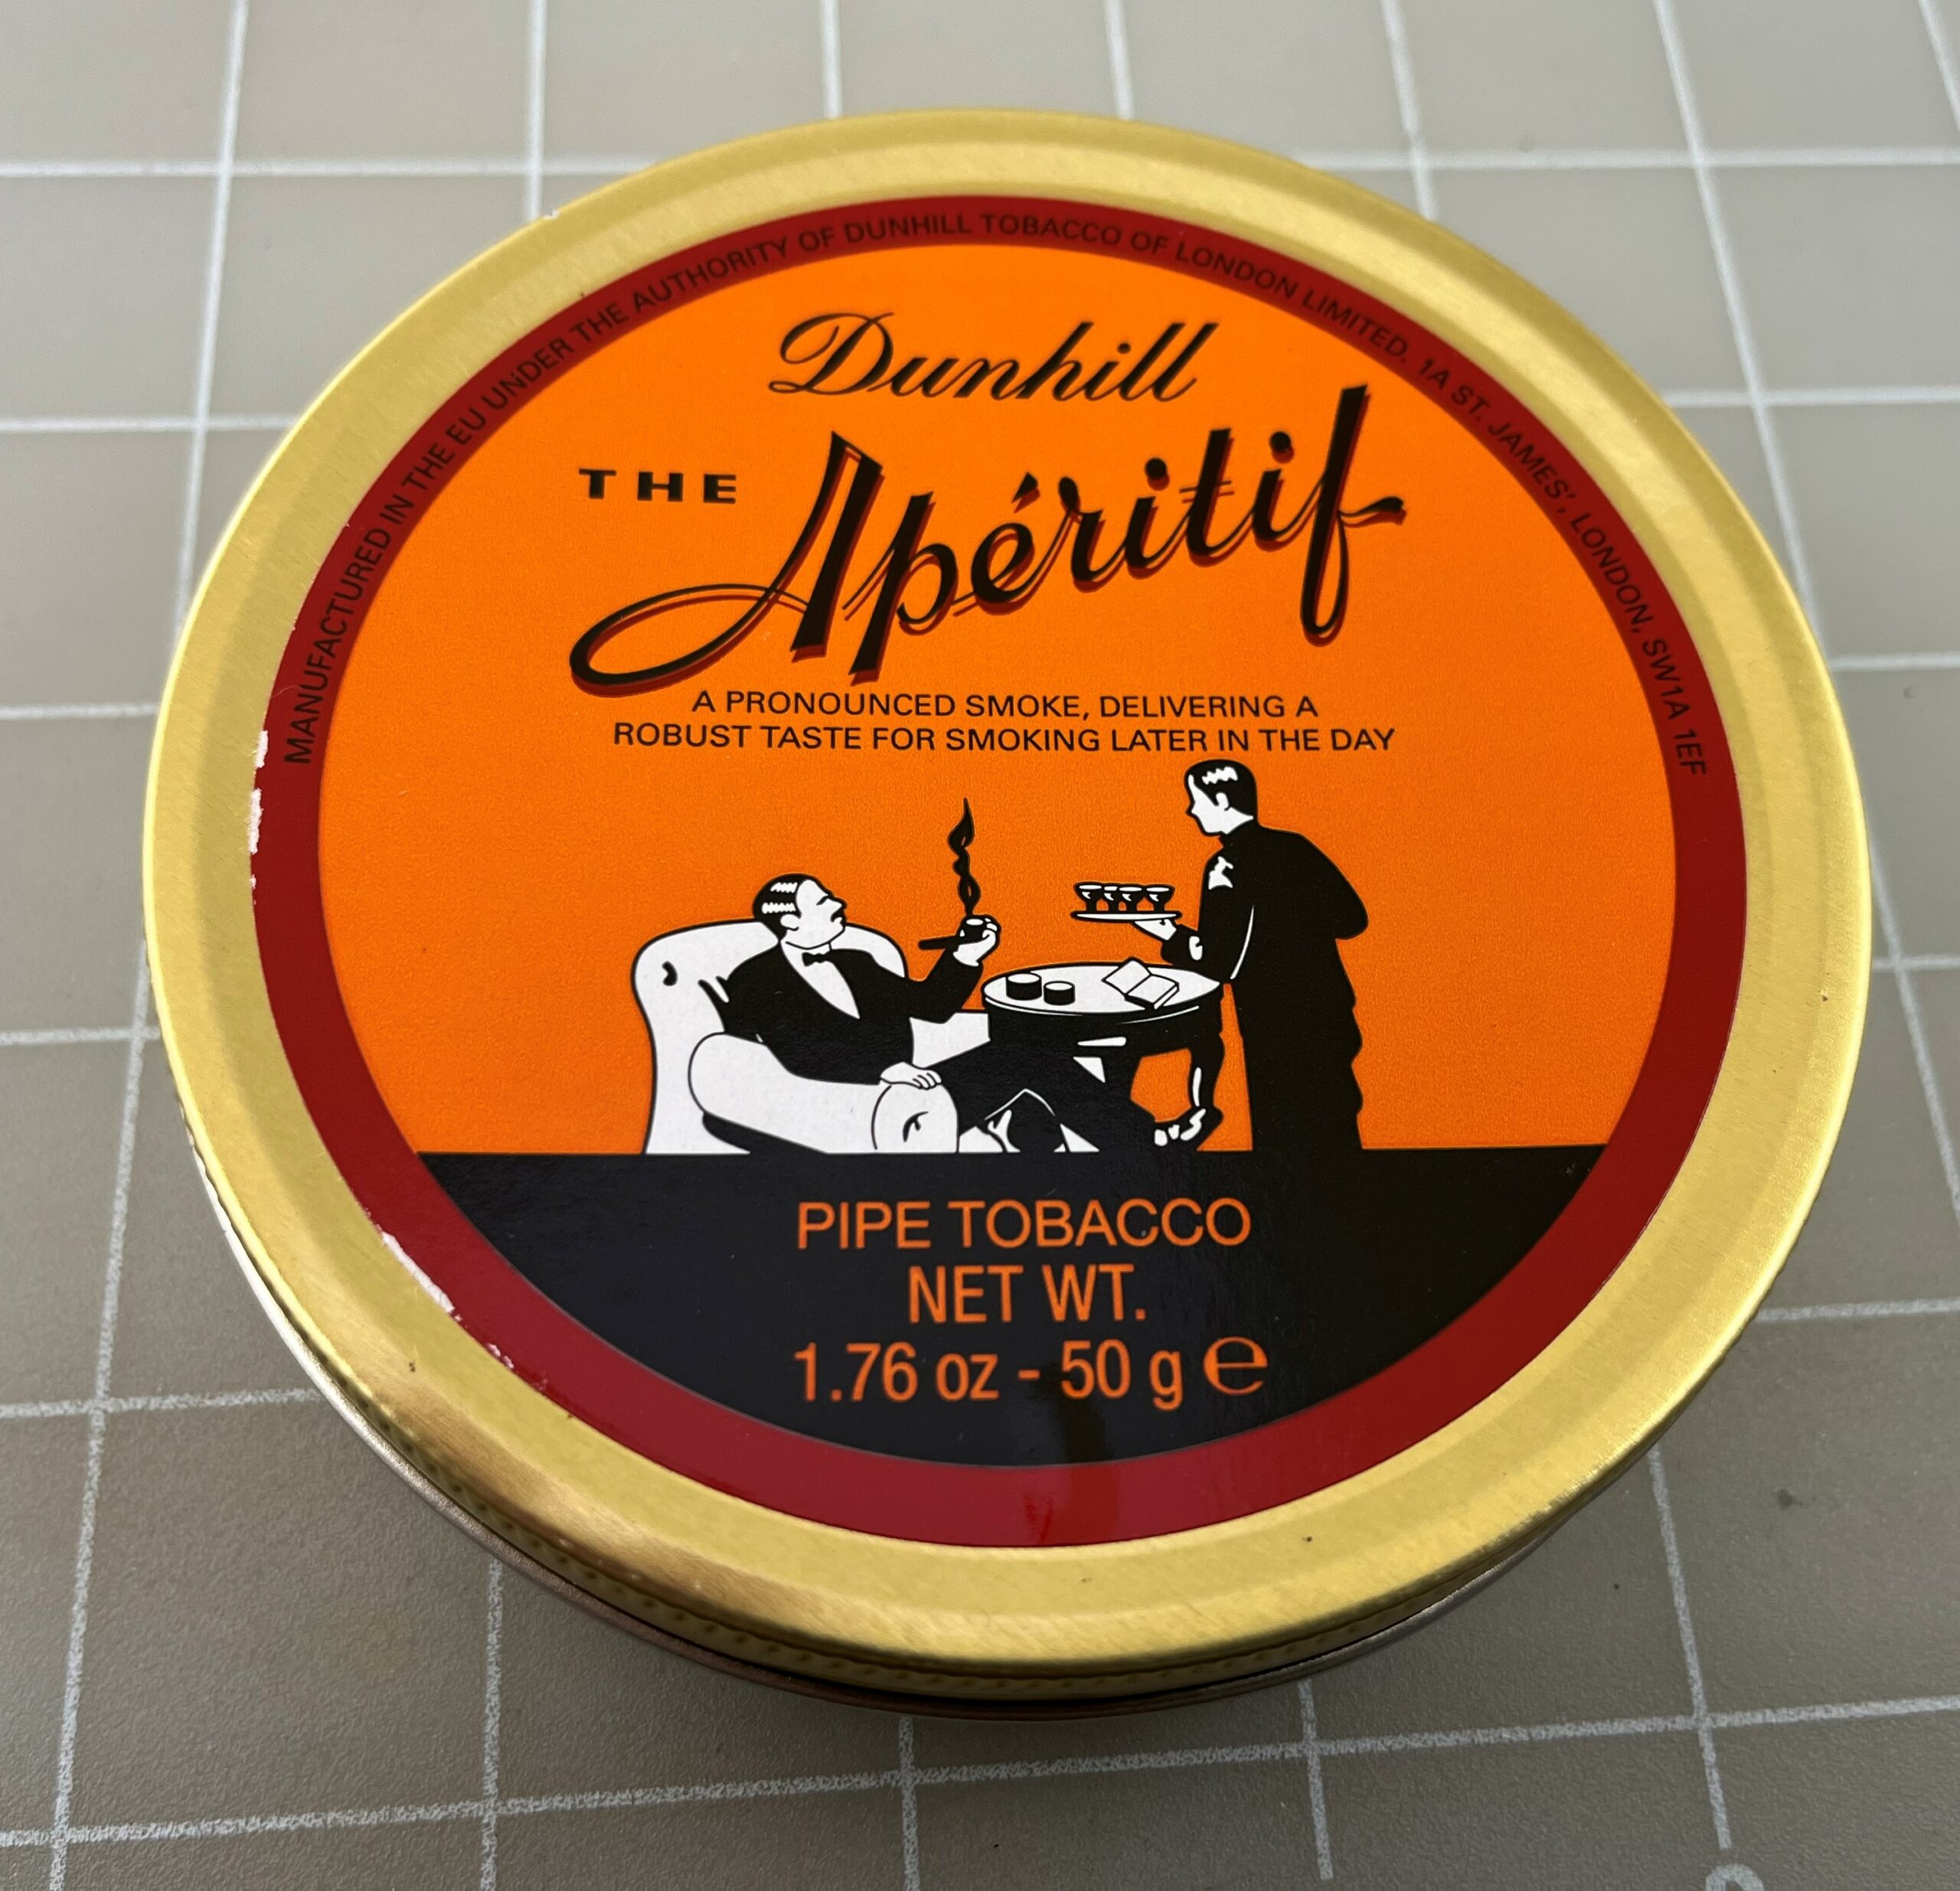 MANUFACTURED IN THE EU UNDER THE AUTHORITY OF DUNHILL TOBACCO OF LONDON LIMITED. 1A ST. JAMES', LONDON, SW1A 1EF
Dunhill
THE Apéritif
A PRONOUNCED SMOKE, DELIVERING A
ROBUST TASTE FOR SMOKING LATER IN THE DAY
PIPE TOBACCO
NET WT.
1.76 oz - 50 g ℮